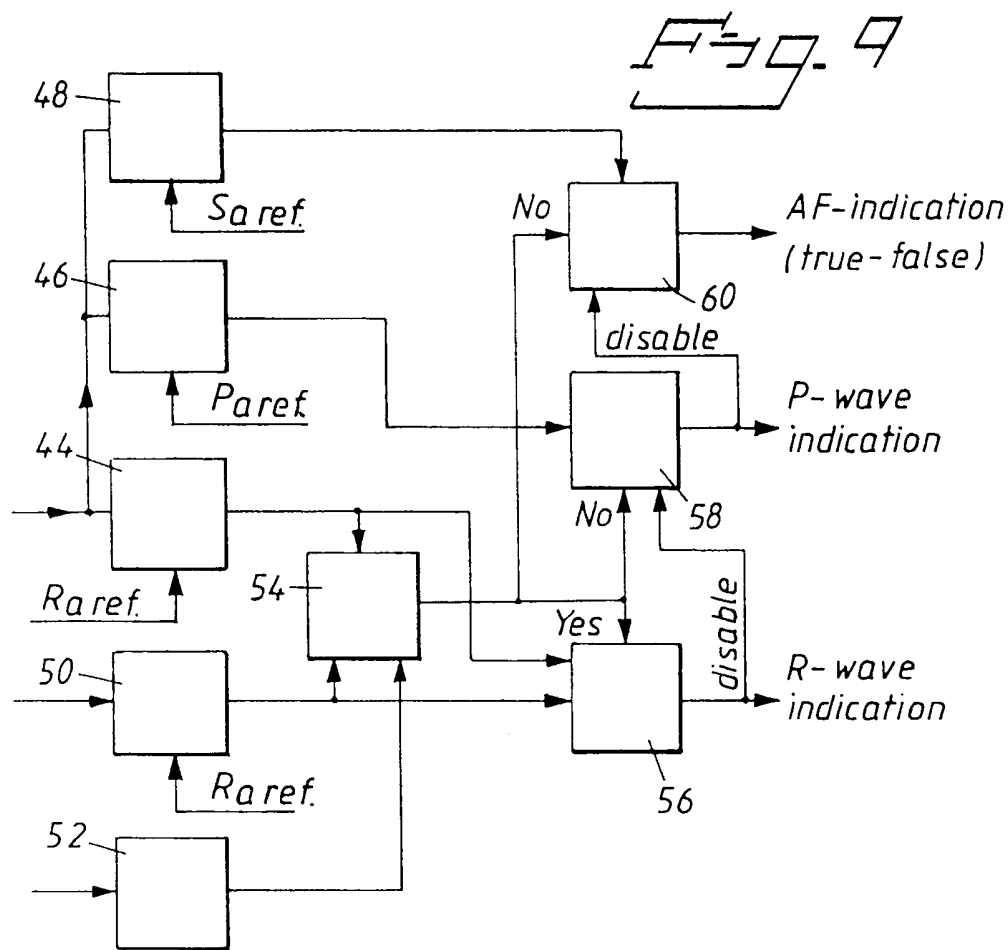 Fig. 9
48
Sa ref.
No
AF-indication
(true-false)
60
46
disable
Pa ref.
P-wave
indication
44
58
No
Ra ref.
54
Yes
disable
50
R-wave
indication
Ra ref.
56
52